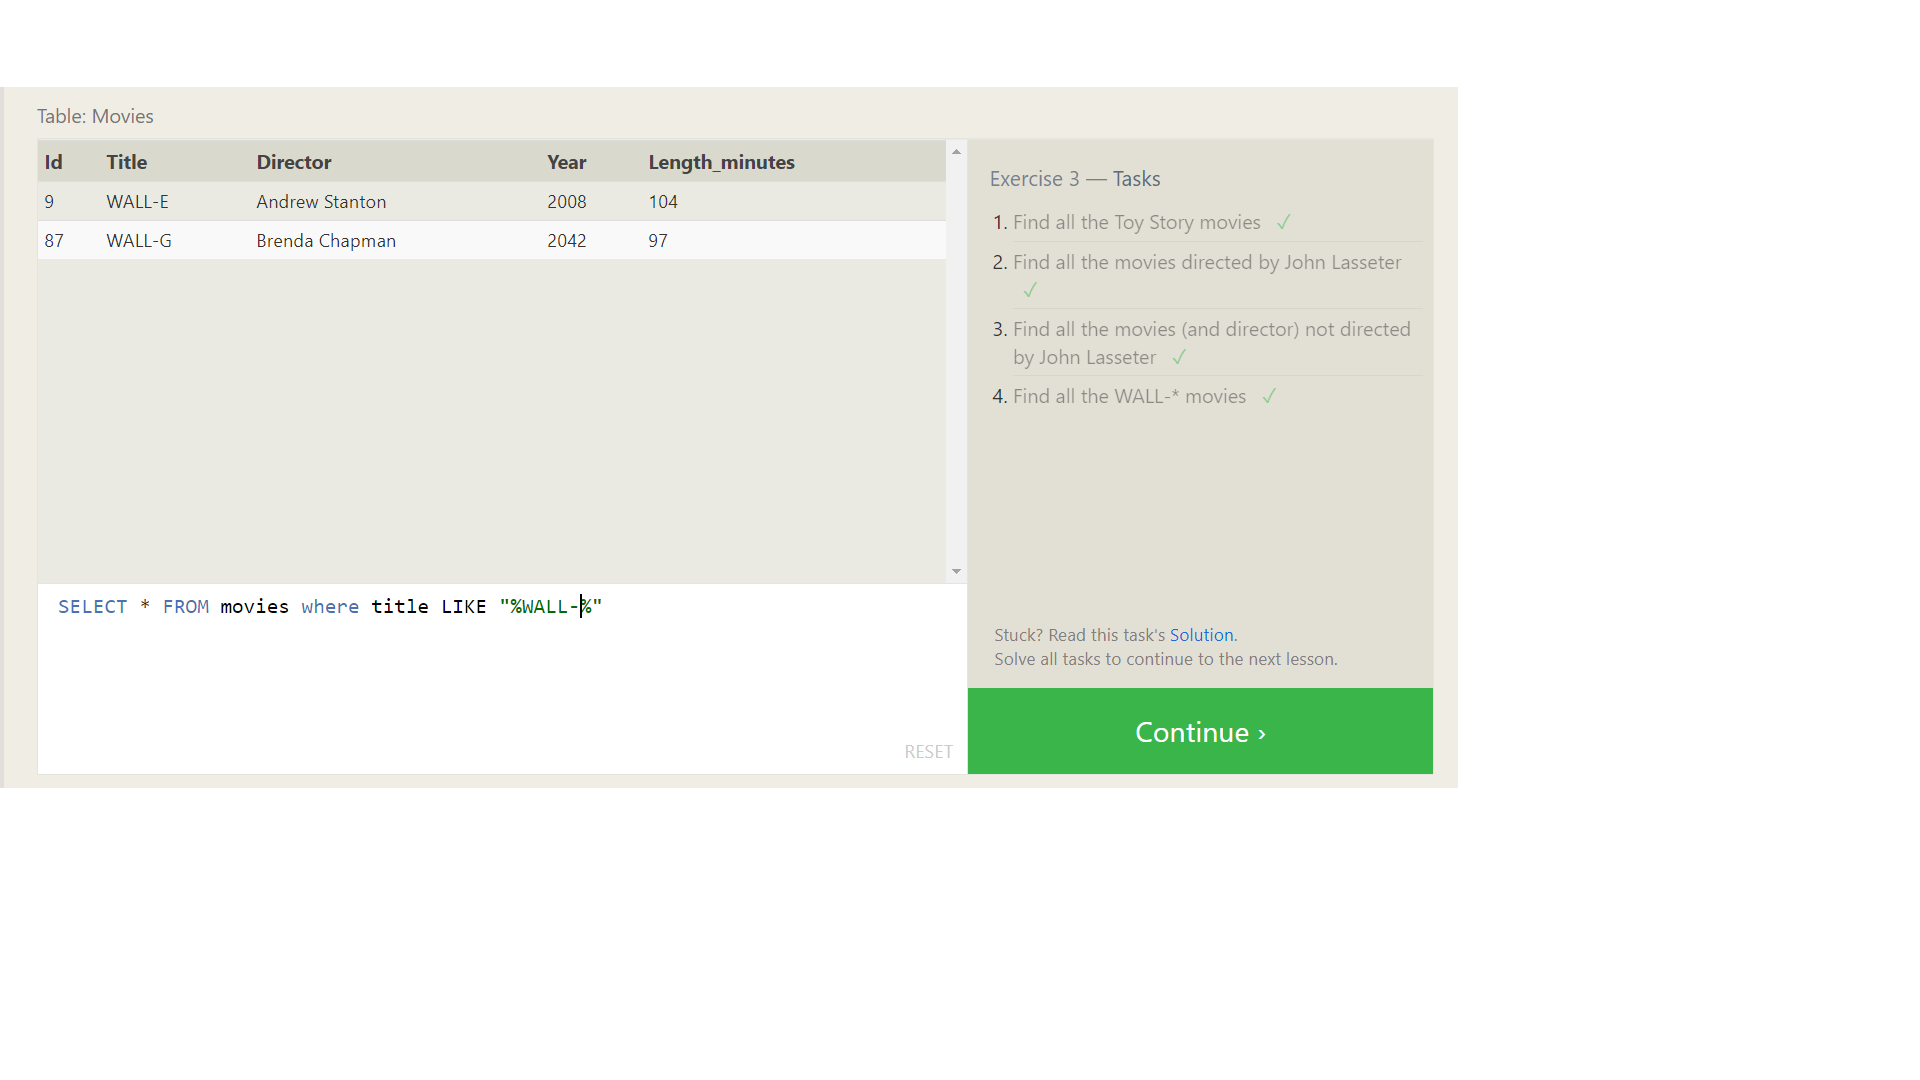 Table: Movies
Id Title Director Year Length_minutes
9 WALL-E Andrew Stanton 2008 104
87 WALL-G Brenda Chapman 2042 97
SELECT * FROM movies where title LIKE "%WALL-%"
RESET
Exercise 3 — Tasks
1. Find all the Toy Story movies ✓
2. Find all the movies directed by John Lasseter
✓
3. Find all the movies (and director) not directed
by John Lasseter ✓
4. Find all the WALL-* movies ✓
Stuck? Read this task's Solution.
Solve all tasks to continue to the next lesson.
Continue ›